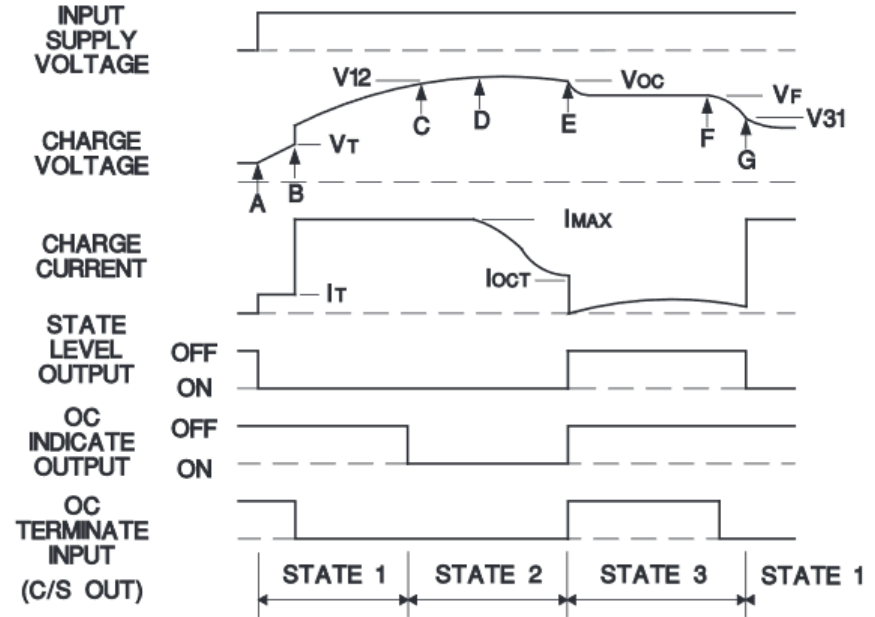 INPUT
SUPPLY
VOLTAGE
V12
VOC
VF
V31
C
D
E
F
G
CHARGE
VOLTAGE
VT
A
B
CHARGE
CURRENT
IMAX
IOCT
IT
STATE
LEVEL
OUTPUT
OFF
ON
OC
INDICATE
OUTPUT
OFF
ON
OC
TERMINATE
INPUT
(C/S OUT)
STATE 1
STATE 2
STATE 3
STATE 1